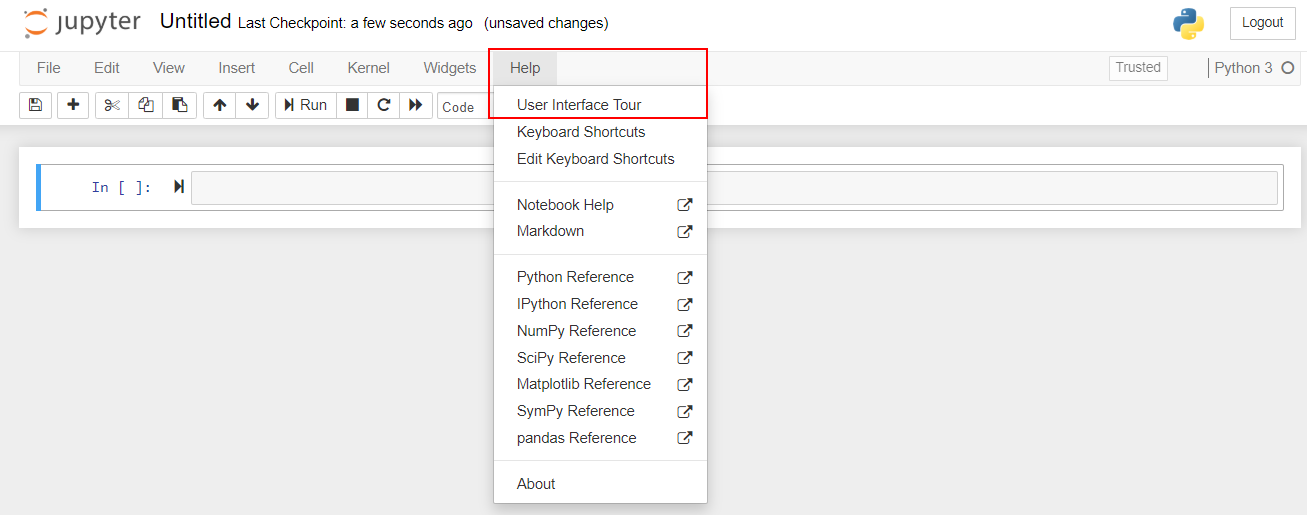 jupyter Untitled Last Checkpoint: a few seconds ago (unsaved changes) Logout
File Edit View Insert Cell Kernel Widgets Help Trusted Python 3
Run Code
User Interface Tour
Keyboard Shortcuts
Edit Keyboard Shortcuts
In [ ]:
Notebook Help
Markdown
Python Reference
IPython Reference
NumPy Reference
SciPy Reference
Matplotlib Reference
SymPy Reference
pandas Reference
About